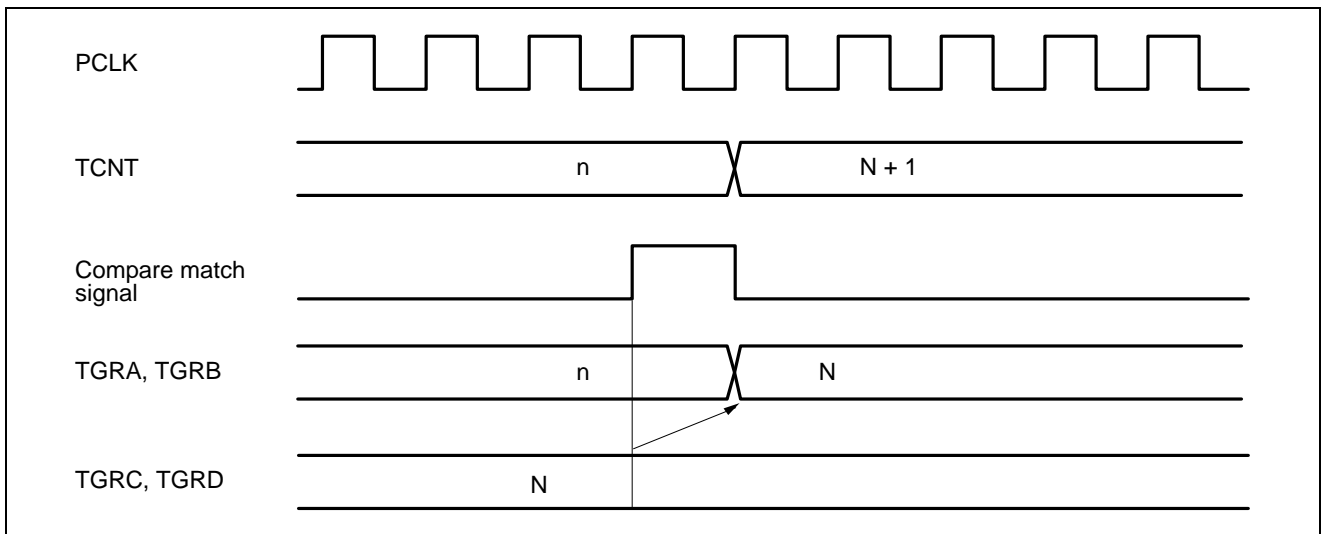 PCLK
TCNT
n
N + 1
Compare match
signal
TGRA, TGRB
n
N
TGRC, TGRD
N